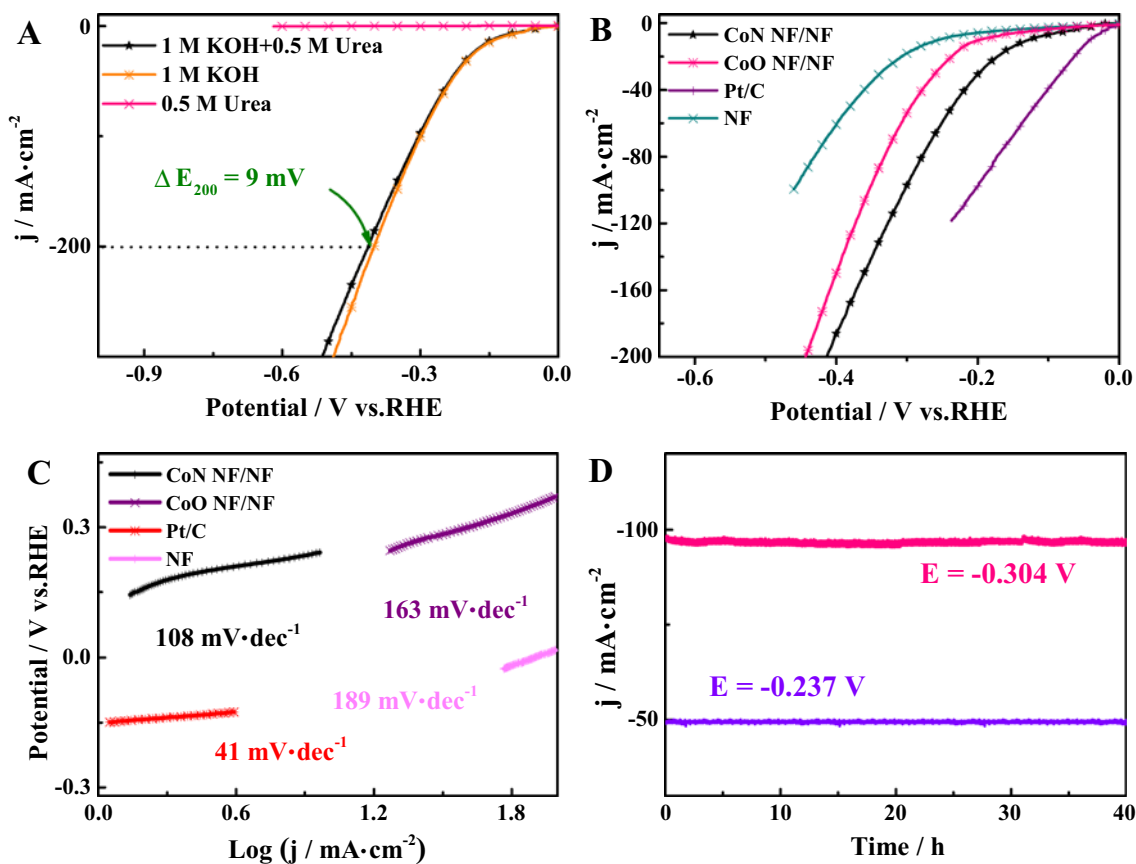 A
1 M KOH+0.5 M Urea
1 M KOH
0.5 M Urea
Δ E200 = 9 mV
j / mA·cm-2
0
-200
-0.9
-0.6
-0.3
0.0
Potential / V vs.RHE
B
CoN NF/NF
CoO NF/NF
Pt/C
NF
j / mA·cm-2
0
-40
-80
-120
-160
-200
-0.6
-0.4
-0.2
0.0
Potential / V vs.RHE
C
CoN NF/NF
CoO NF/NF
Pt/C
NF
108 mV·dec-1
163 mV·dec-1
189 mV·dec-1
41 mV·dec-1
Potential / V vs.RHE
0.3
0.0
-0.3
0.0
0.6
1.2
1.8
Log (j / mA·cm-2)
D
E = -0.304 V
E = -0.237 V
j / mA·cm-2
-100
-50
0
10
20
30
40
Time / h